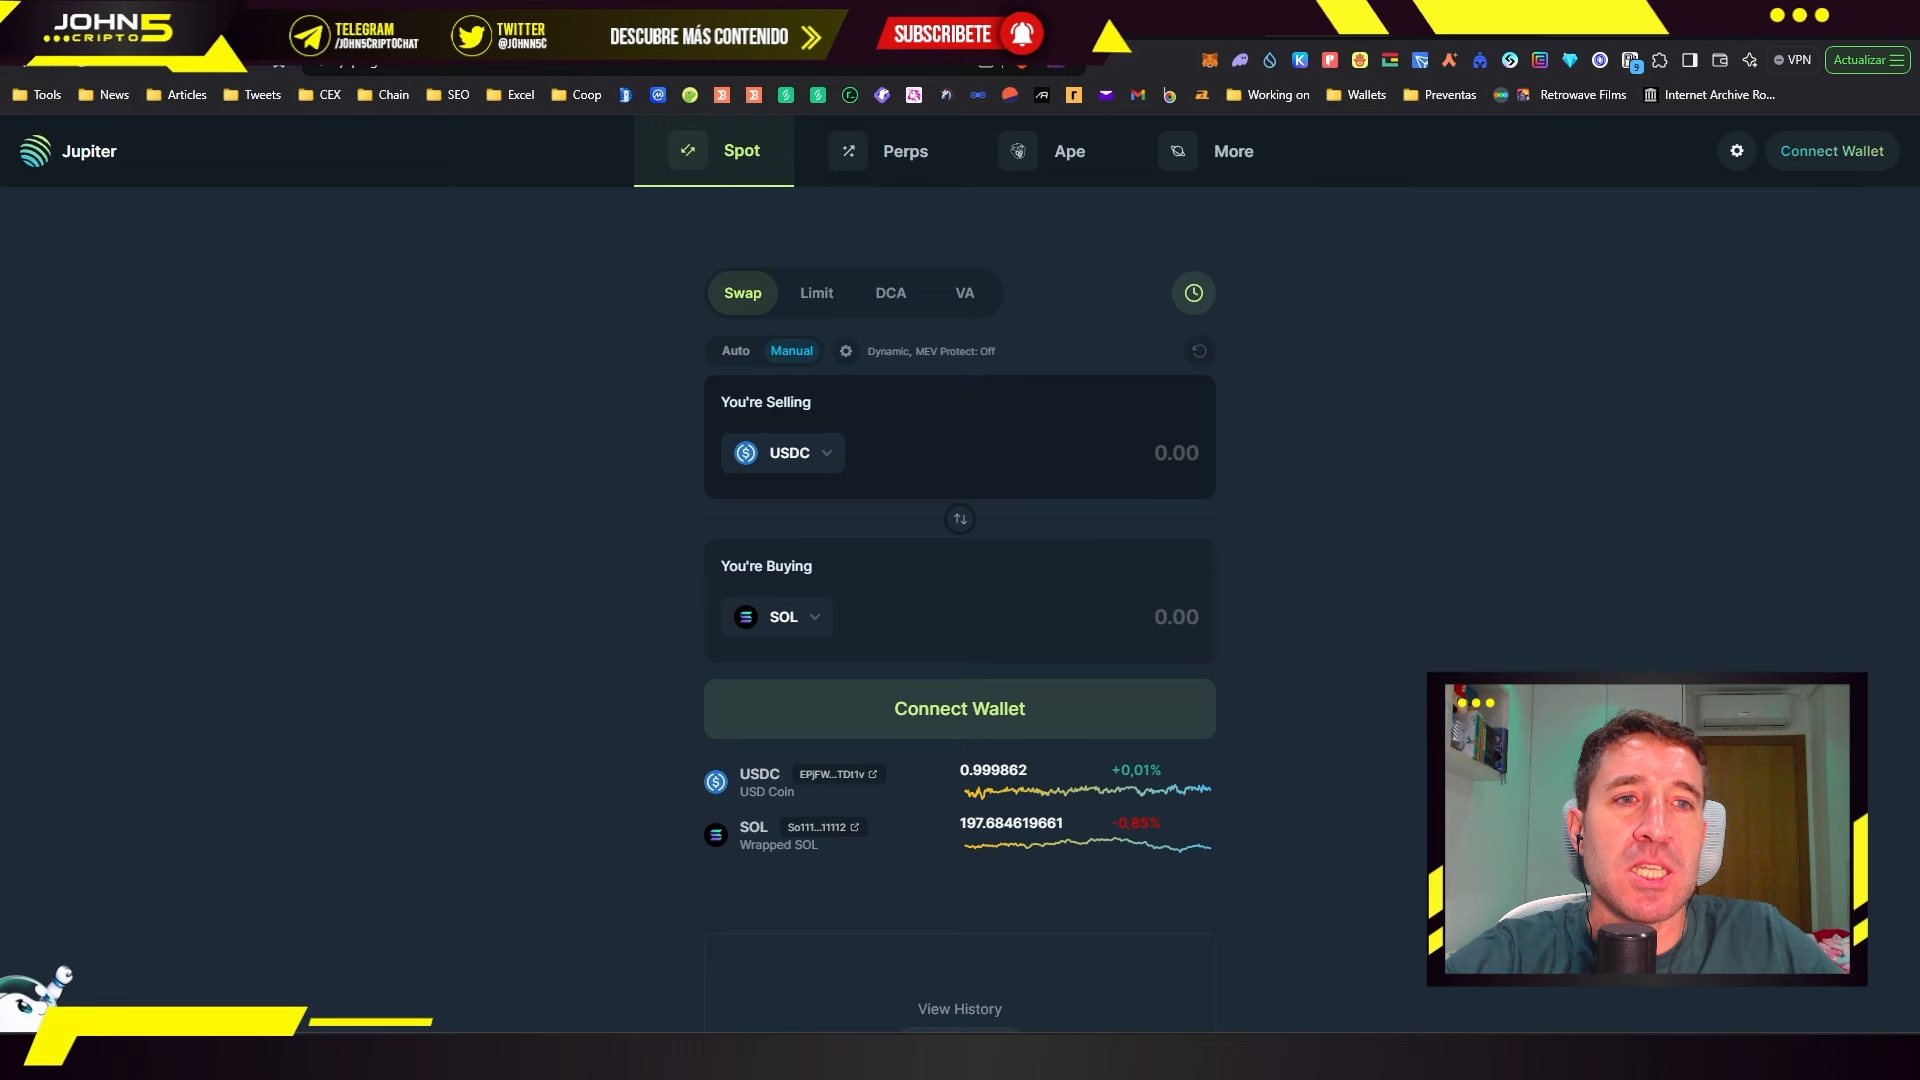 JOHN5
CRIPTO
TELEGRAM
/JOHN5CRIPTOCHAT
TWITTER
@JOHNN5C
DESCUBRE MÁS CONTENIDO
SUBSCRIBETE
9
VPN
Actualizar
Tools
News
Articles
Tweets
CEX
Chain
SEO
Excel
Coop
Working on
Wallets
Preventas
Retrowave Films
Internet Archive Ro...
Jupiter
Spot
Perps
Ape
More
Connect Wallet
Swap
Limit
DCA
VA
Auto
Manual
Dynamic, MEV Protect: Off
You're Selling
USDC
0.00
You're Buying
SOL
0.00
Connect Wallet
USDC
EPjFW...TDt1v
0.999862
+0,01%
USD Coin
SOL
So111...11112
197.684619661
-0,85%
Wrapped SOL
View History